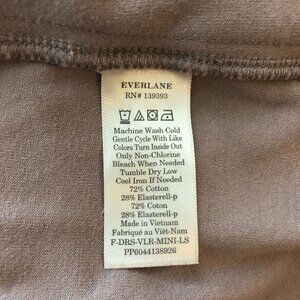 EVERLANE
RN# 139393
Machine Wash Cold
Gentle Cycle With Like
Colors Turn Inside Out
Only Non-Chlorine
Bleach When Needed
Tumble Dry Low
Cool Iron If Needed
72% Cotton
28% Elasterell-p
72% Coton
28% Elasterell-p
Made in Vietnam
Fabriqué au Viêt-Nam
F-DRS-VLR-MINI-LS
PP6044138926